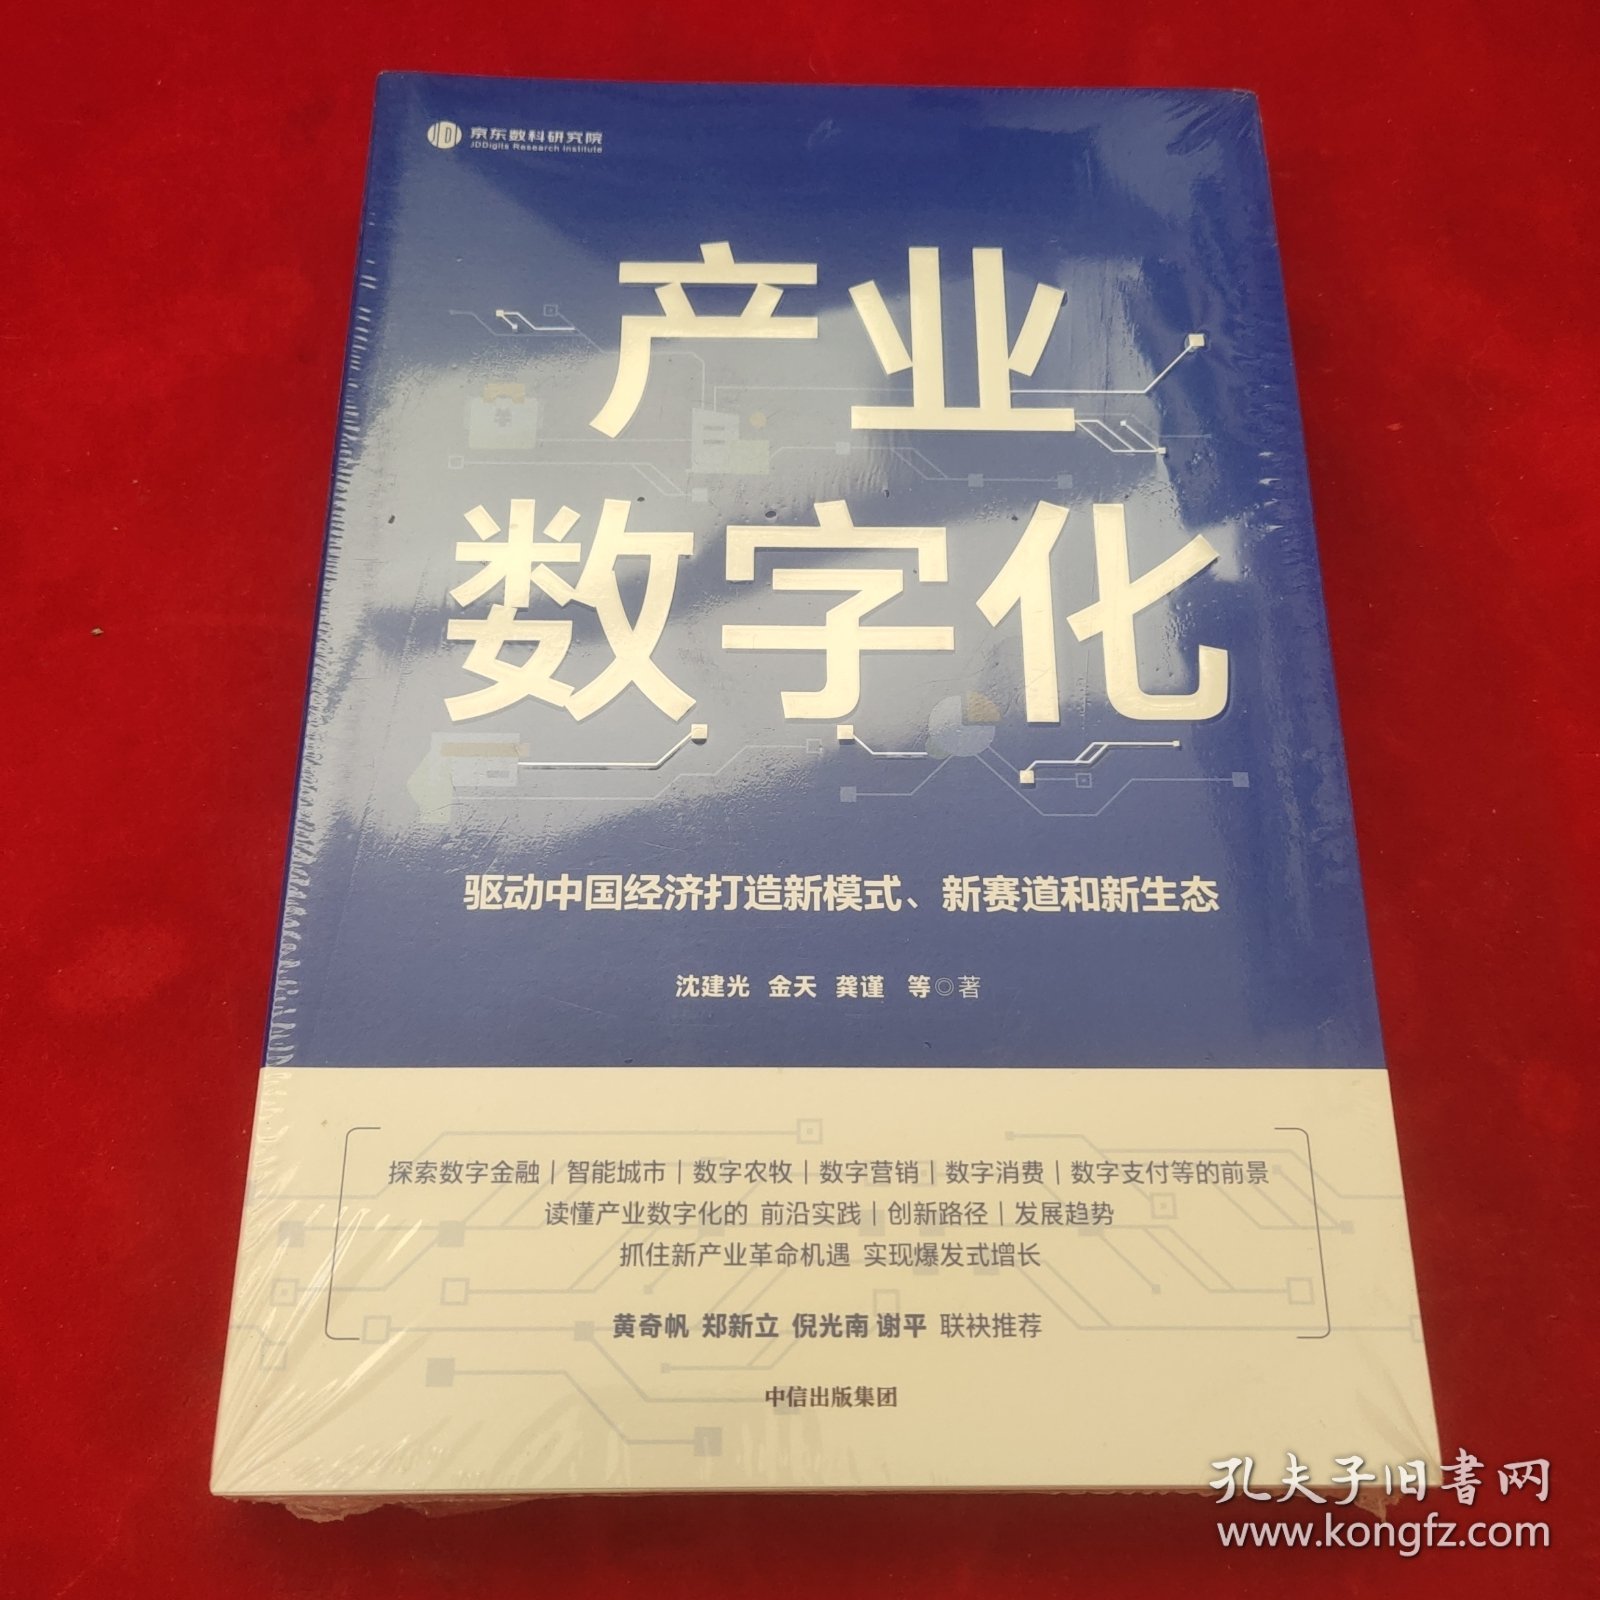 京东数科研究院
JDDigits Research Institute
产业
数字化
驱动中国经济打造新模式、新赛道和新生态
沈建光 金天 龚谨 等◎著
探索数字金融|智能城市|数字农牧|数字营销|数字消费|数字支付等的前景
读懂产业数字化的 前沿实践|创新路径|发展趋势
抓住新产业革命机遇 实现爆发式增长
黄奇帆 郑新立 倪光南 谢平 联袂推荐
中信出版集团
孔夫子旧书网
www.kongfz.com